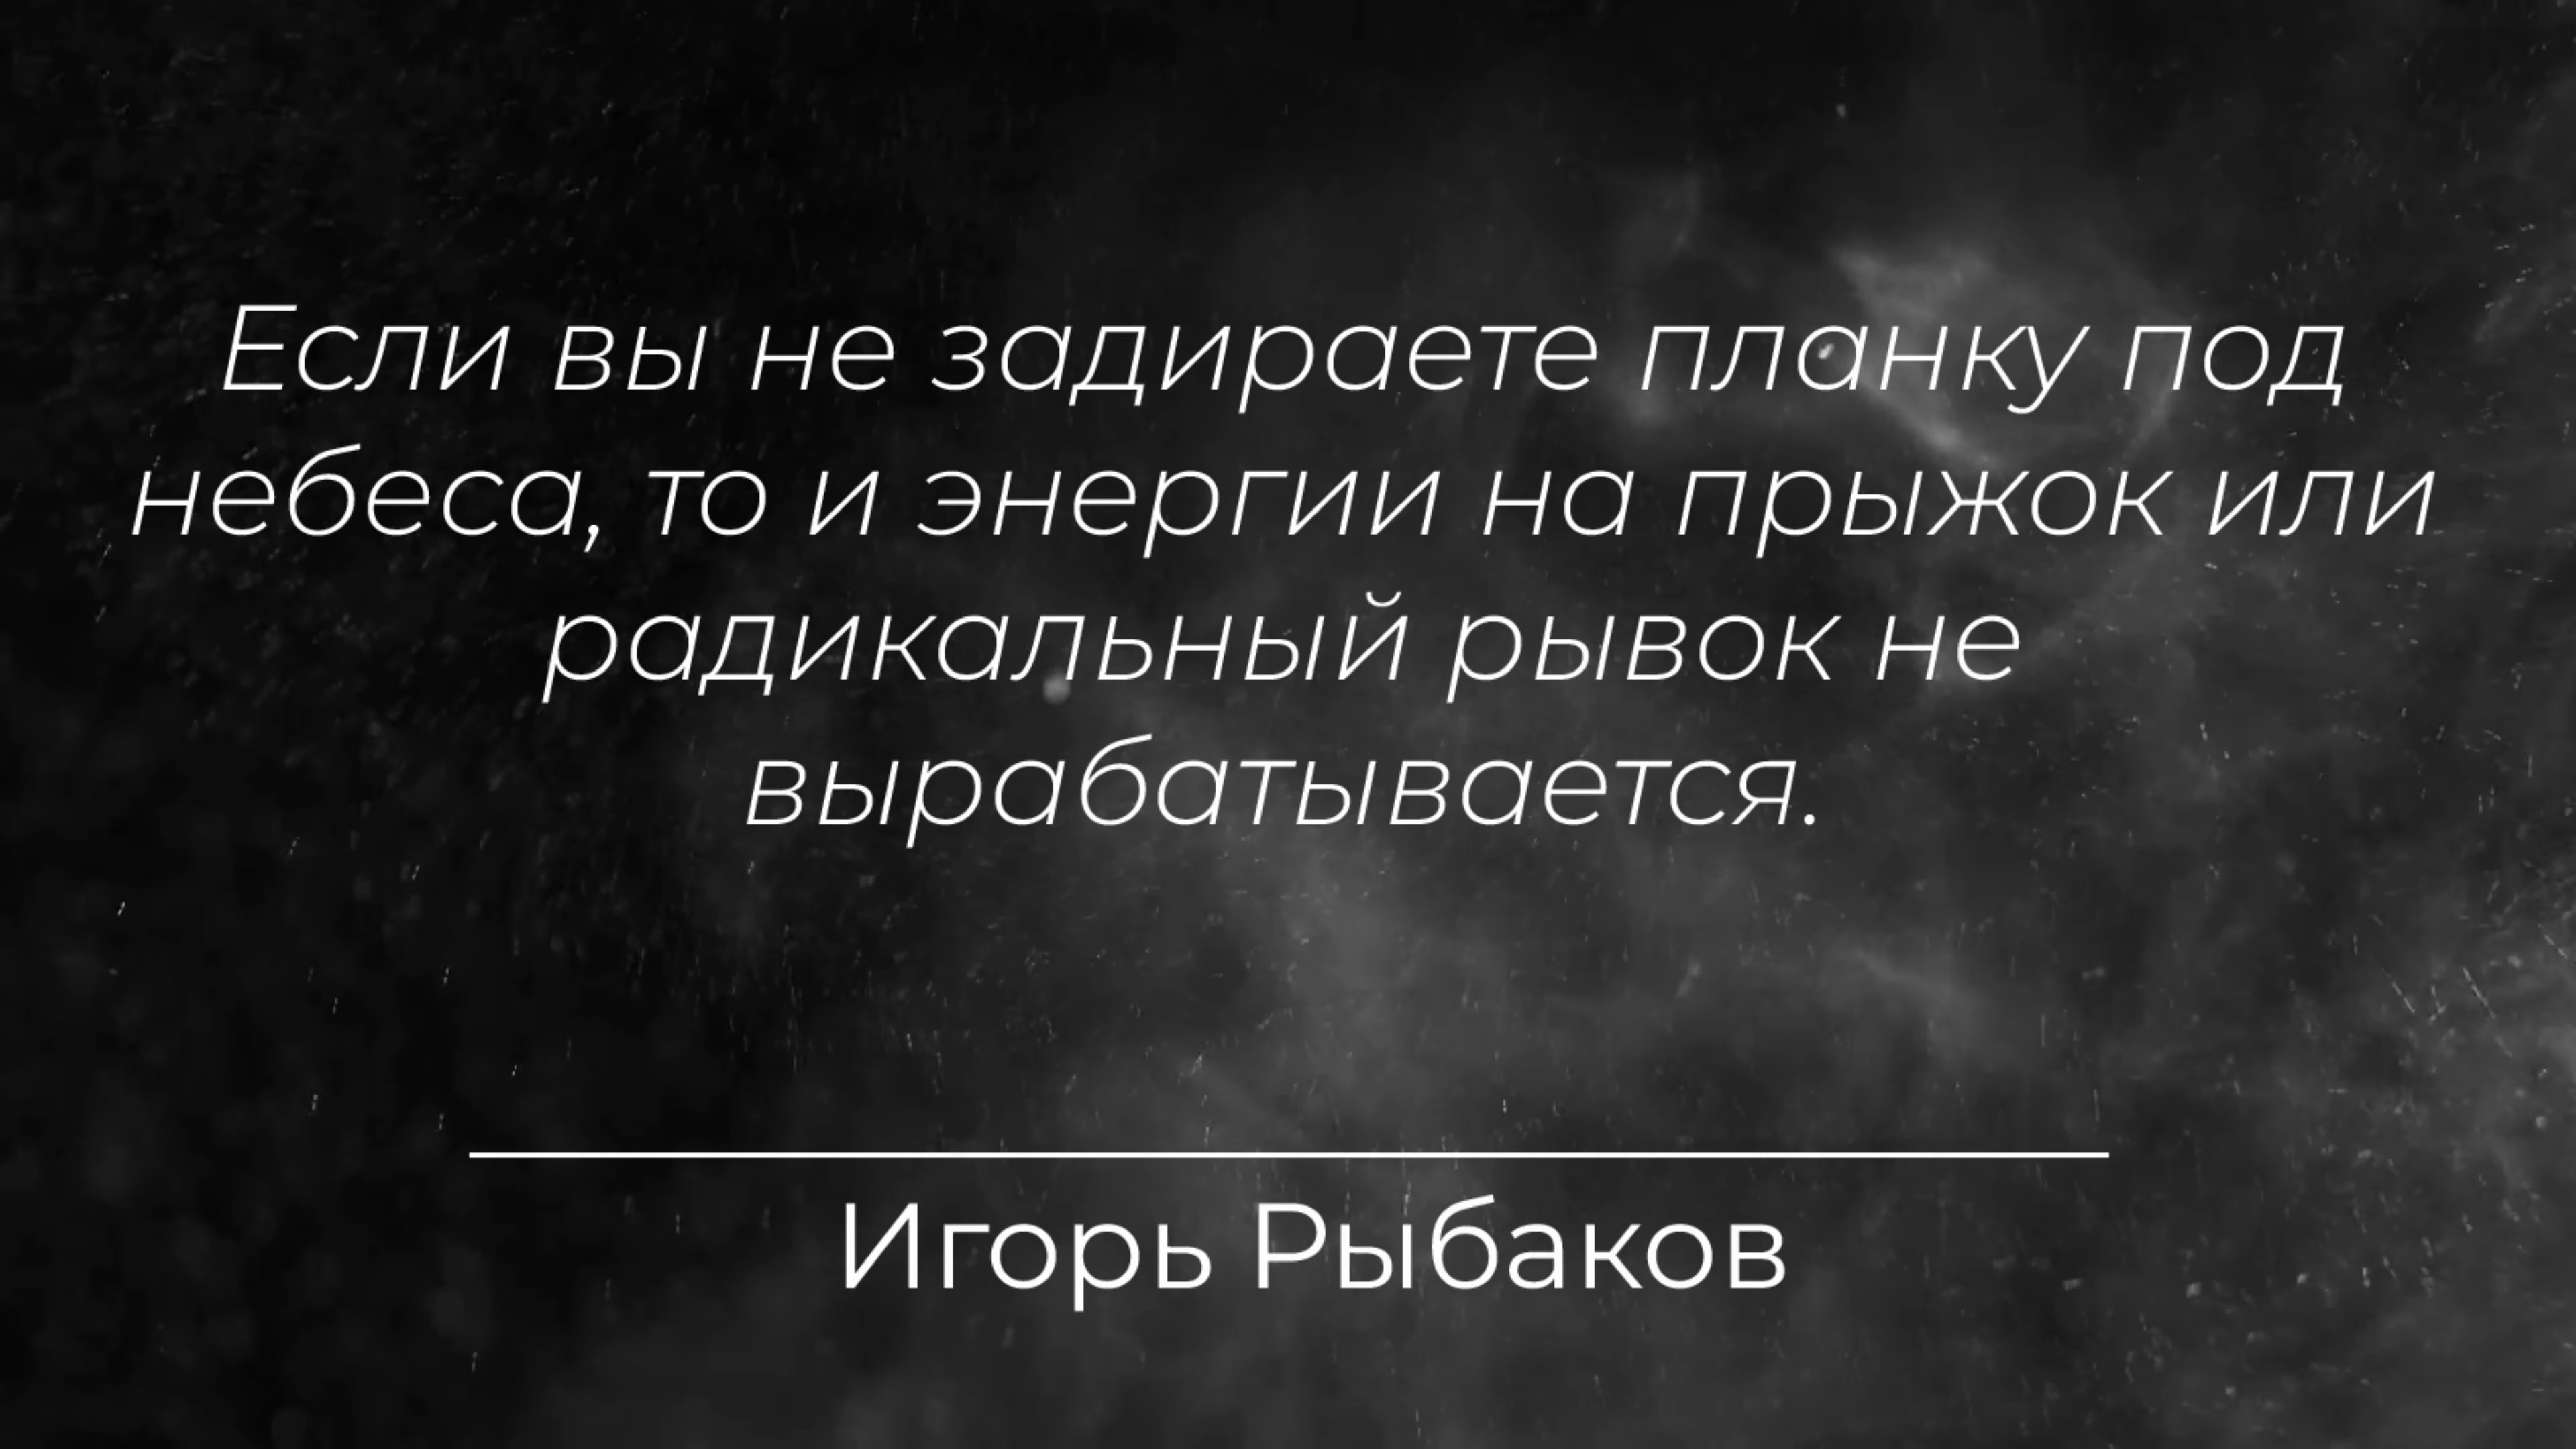 Если вы не задираете планку под
небеса, то и энергии на прыжок или
радикальный рывок не
вырабатывается.
Игорь Рыбаков